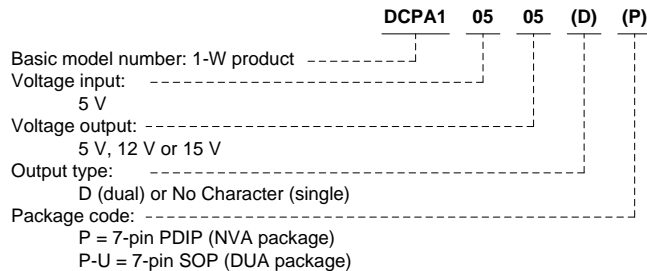 DCPA1 05 05 (D) (P)
Basic model number: 1-W product
Voltage input:
5 V
Voltage output:
5 V, 12 V or 15 V
Output type:
D (dual) or No Character (single)
Package code:
P = 7-pin PDIP (NVA package)
P-U = 7-pin SOP (DUA package)